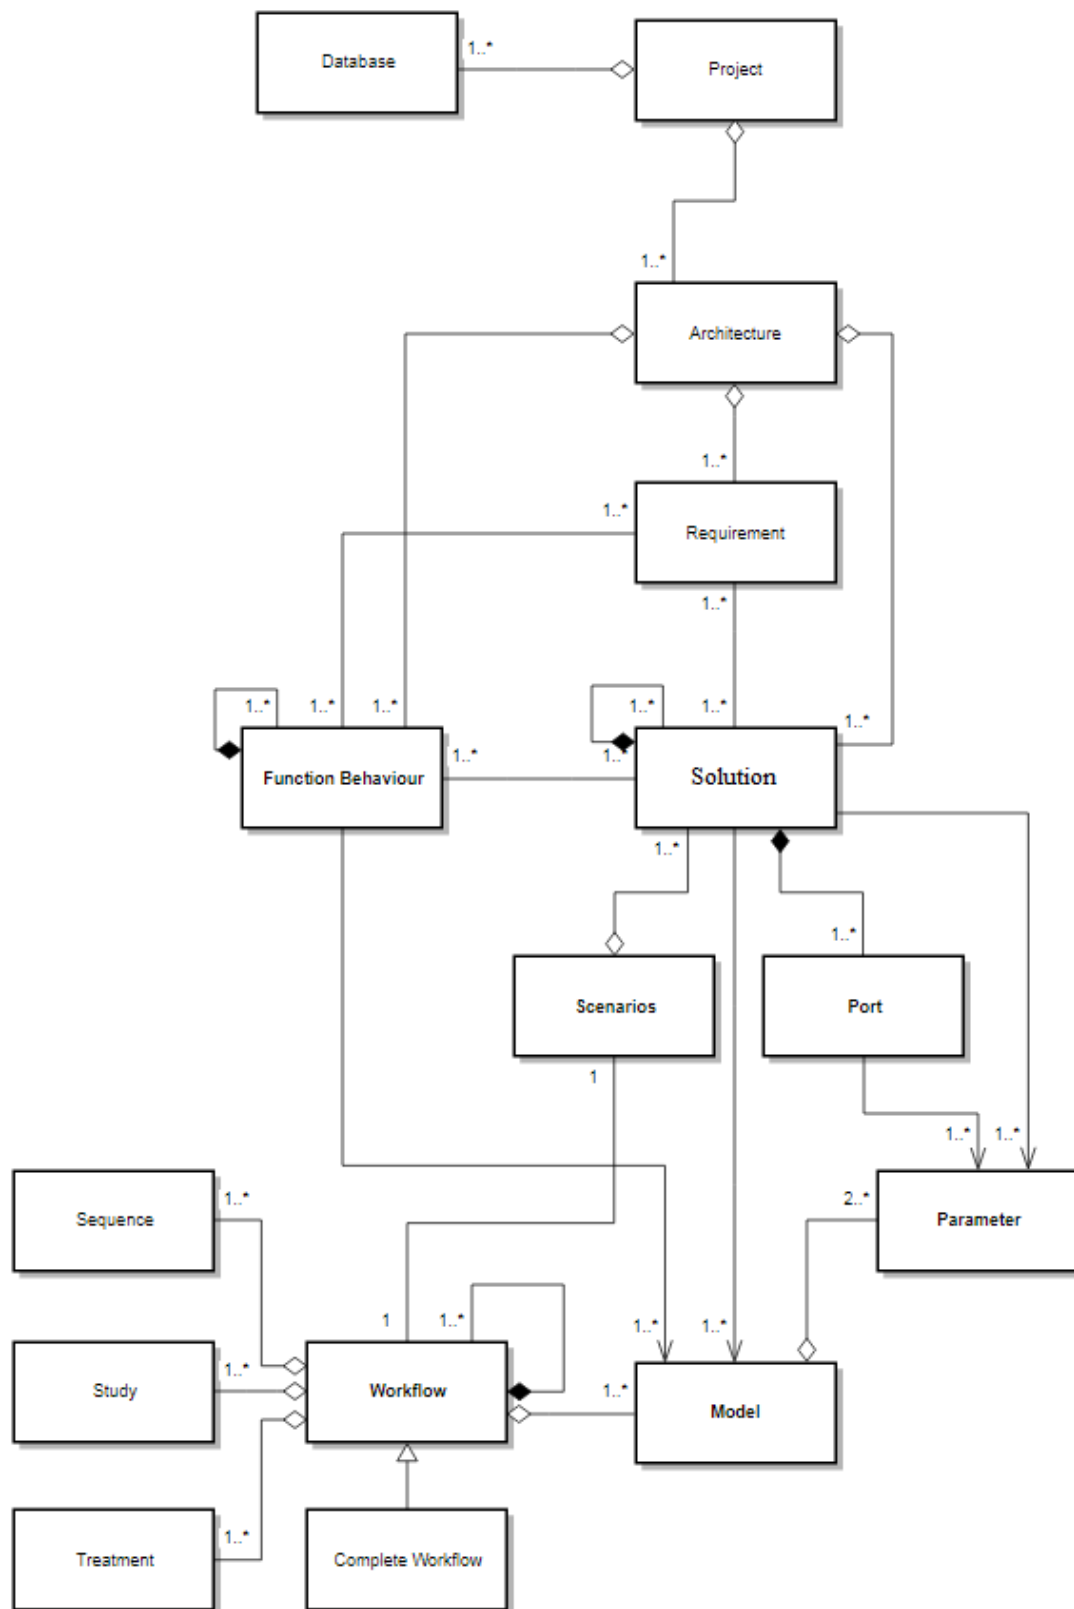 Database
1..*
Project
1..*
Architecture
1..*
1..*
Requirement
1..*
1..*
1..*
1..*
1..*
1..*
1..*
1..*
1..*
1..*
Function Behaviour
Solution
1..*
1..*
Scenarios
Port
1
1..*
1..*
Sequence
1..*
2..*
Parameter
1
1..*
1..*
1..*
Study
1..*
Workflow
1..*
Model
Treatment
1..*
Complete Workflow